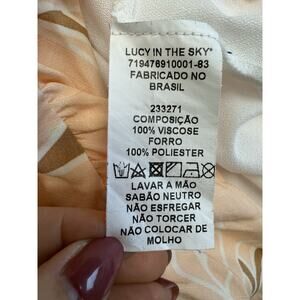 LUCY IN THE SKY®
719476910001-83
FABRICADO NO
BRASIL
233271
COMPOSIÇÃO
100% VISCOSE
FORRO
100% POLIESTER
LAVAR A MÃO
SABÃO NEUTRO
NÃO ESFREGAR
NÃO TORCER
NÃO COLOCAR DE
MOLHO